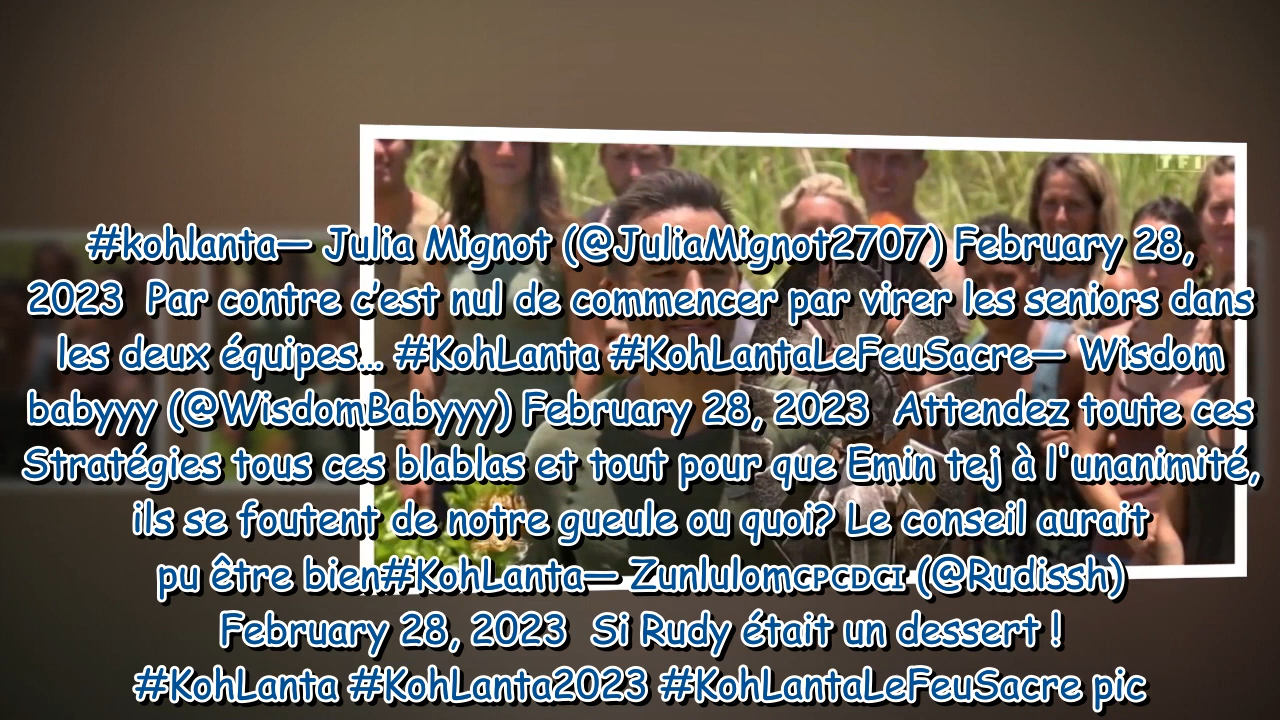 TF1
#kohlanta— Julia Mignot (@JuliaMignot2707) February 28,
2023  Par contre c’est nul de commencer par virer les seniors dans
les deux équipes... #KohLanta #KohLantaLeFeuSacre— Wisdom
babyyy (@WisdomBabyyy) February 28, 2023  Attendez toute ces
Stratégies tous ces blablas et tout pour que Emin tej à l'unanimité,
ils se foutent de notre gueule ou quoi? Le conseil aurait
pu être bien#KohLanta— Zunlulomᴄᴘᴄᴅᴄɪ (@Rudissh)
February 28, 2023  Si Rudy était un dessert !
#KohLanta #KohLanta2023 #KohLantaLeFeuSacre pic